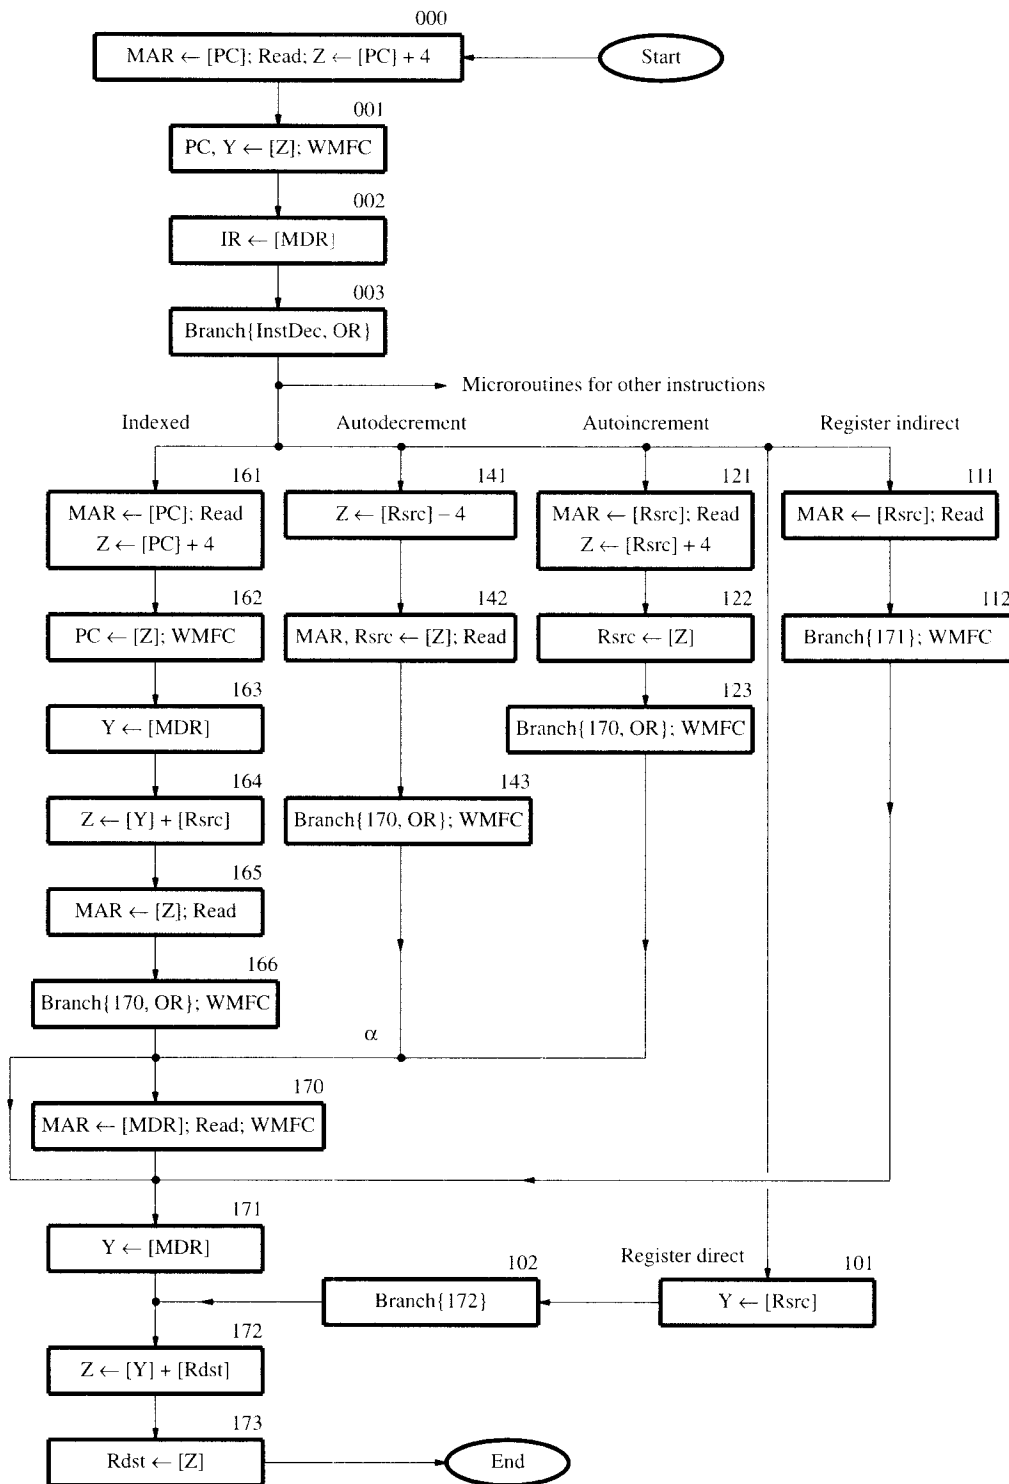 000
MAR ← [PC]; Read; Z ← [PC] + 4
Start
001
PC, Y ← [Z]; WMFC
002
IR ← [MDR]
003
Branch{InstDec, OR}
Microroutines for other instructions
Indexed
Autodecrement
Autoincrement
Register indirect
161
MAR ← [PC]; Read
Z ← [PC] + 4
141
Z ← [Rsrc] – 4
121
MAR ← [Rsrc]; Read
Z ← [Rsrc] + 4
111
MAR ← [Rsrc]; Read
162
PC ← [Z]; WMFC
142
MAR, Rsrc ← [Z]; Read
122
Rsrc ← [Z]
112
Branch{171}; WMFC
163
Y ← [MDR]
123
Branch{170, OR}; WMFC
164
Z ← [Y] + [Rsrc]
143
Branch{170, OR}; WMFC
165
MAR ← [Z]; Read
166
Branch{170, OR}; WMFC
α
170
MAR ← [MDR]; Read; WMFC
171
Y ← [MDR]
Register direct
102
Branch{172}
101
Y ← [Rsrc]
172
Z ← [Y] + [Rdst]
173
Rdst ← [Z]
End